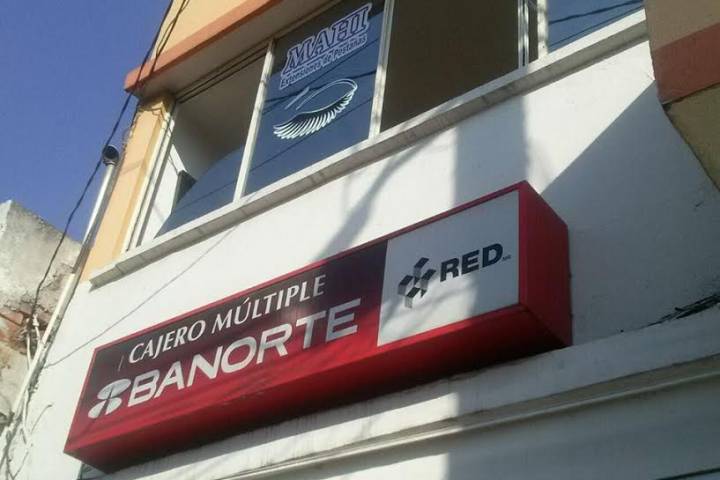 MAHI
Extensiones de Pestañas
CAJERO MÚLTIPLE
BANORTE
RED